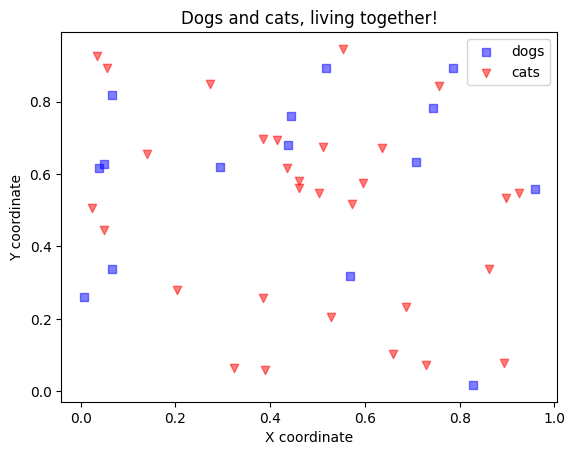 Dogs and cats, living together!
dogs
cats
Y coordinate
0.8
0.6
0.4
0.2
0.0
0.0 0.2 0.4 0.6 0.8 1.0
X coordinate